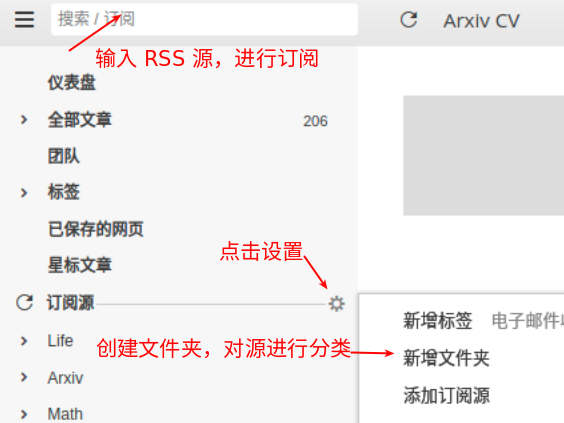 搜索 / 订阅
Arxiv CV
输入 RSS 源，进行订阅
仪表盘
全部文章 206
团队
标签
已保存的网页
点击设置
星标文章
订阅源
新增标签 电子邮件
Life
创建文件夹，对源进行分类
新增文件夹
Arxiv
添加订阅源
Math